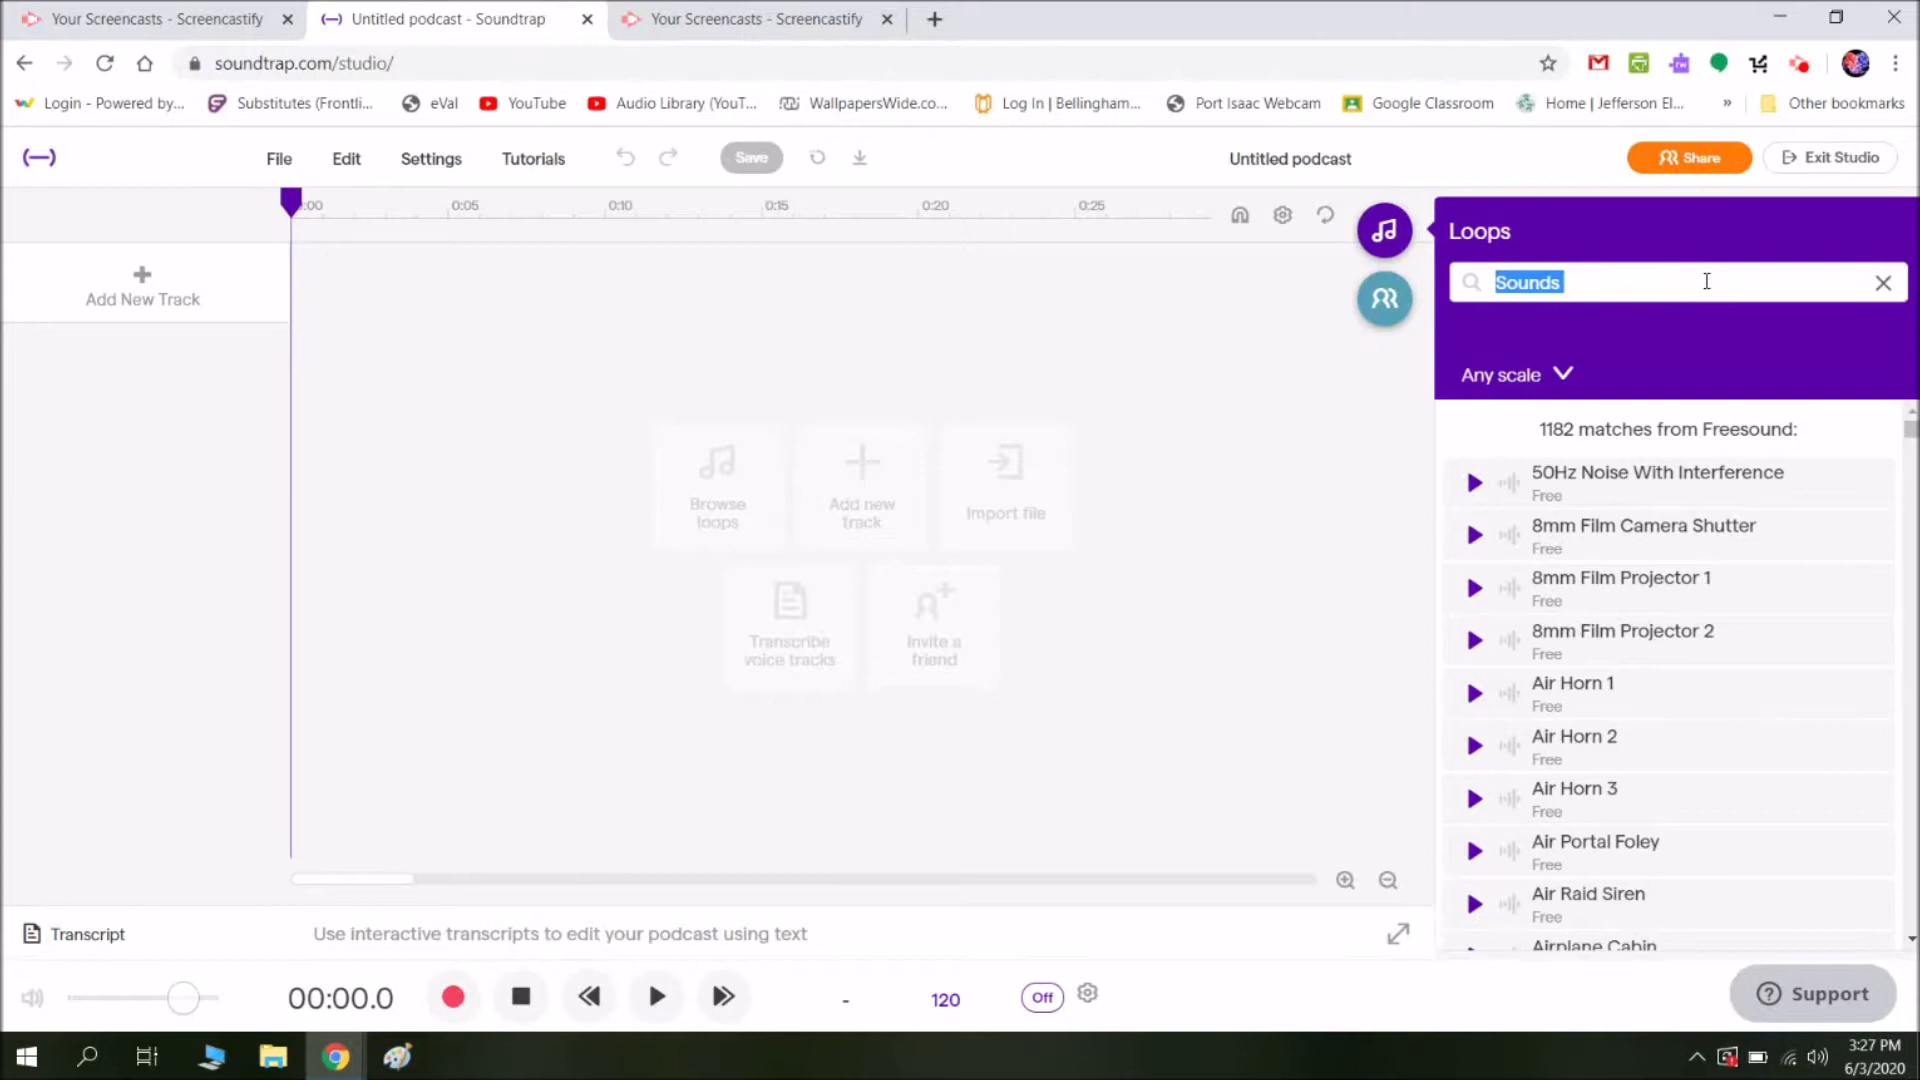 Your Screencasts - Screencastify
Untitled podcast - Soundtrap
Your Screencasts - Screencastify
soundtrap.com/studio/
Login - Powered by...
Substitutes (Frontli...
eVal
YouTube
Audio Library (YouT...
WallpapersWide.co...
Log In | Bellingham...
Port Isaac Webcam
Google Classroom
Home | Jefferson El...
»
Other bookmarks
File
Edit
Settings
Tutorials
Save
Untitled podcast
Share
Exit Studio
:00
0:05
0:10
0:15
0:20
0:25
Add New Track
Browse
loops
Add new
track
Import file
Transcribe
voice tracks
Invite a
friend
Loops
Sounds
Any scale
1182 matches from Freesound:
50Hz Noise With Interference
Free
8mm Film Camera Shutter
Free
8mm Film Projector 1
Free
8mm Film Projector 2
Free
Air Horn 1
Free
Air Horn 2
Free
Air Horn 3
Free
Air Portal Foley
Free
Air Raid Siren
Free
Airplane Cabin
Transcript
Use interactive transcripts to edit your podcast using text
00:00.0
-
120
Off
Support
3:27 PM
6/3/2020